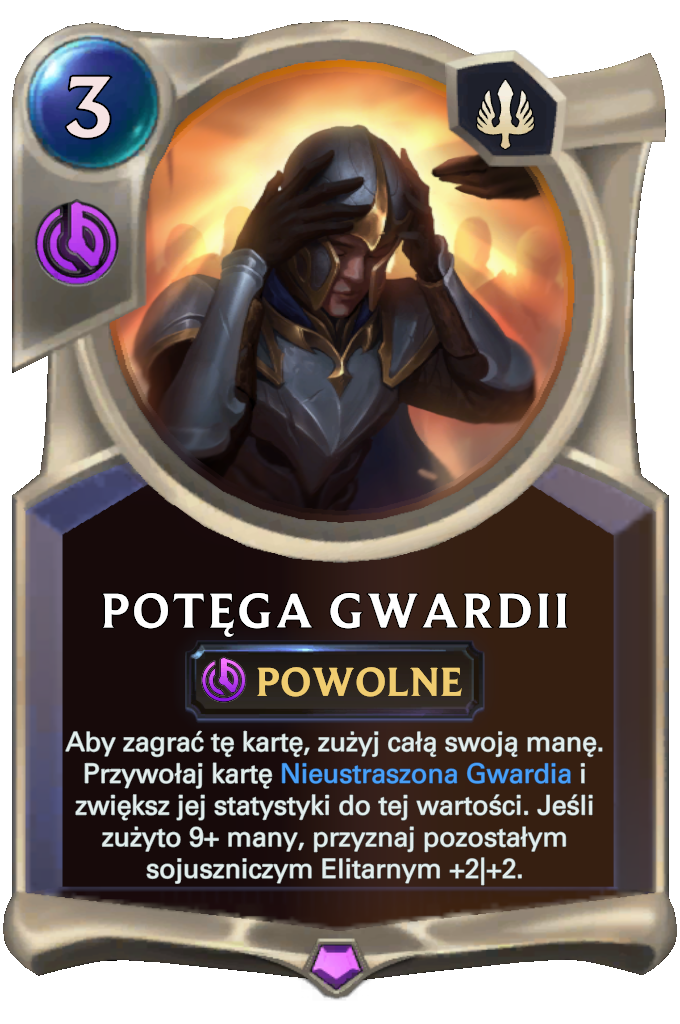 3
POTĘGA GWARDII
POWOLNE
Aby zagrać tę kartę, zużyj całą swoją manę.
Przywołaj kartę Nieustraszona Gwardia i
zwiększ jej statystyki do tej wartości. Jeśli
zużyto 9+ many, przyznaj pozostałym
sojuszniczym Elitarnym +2|+2.